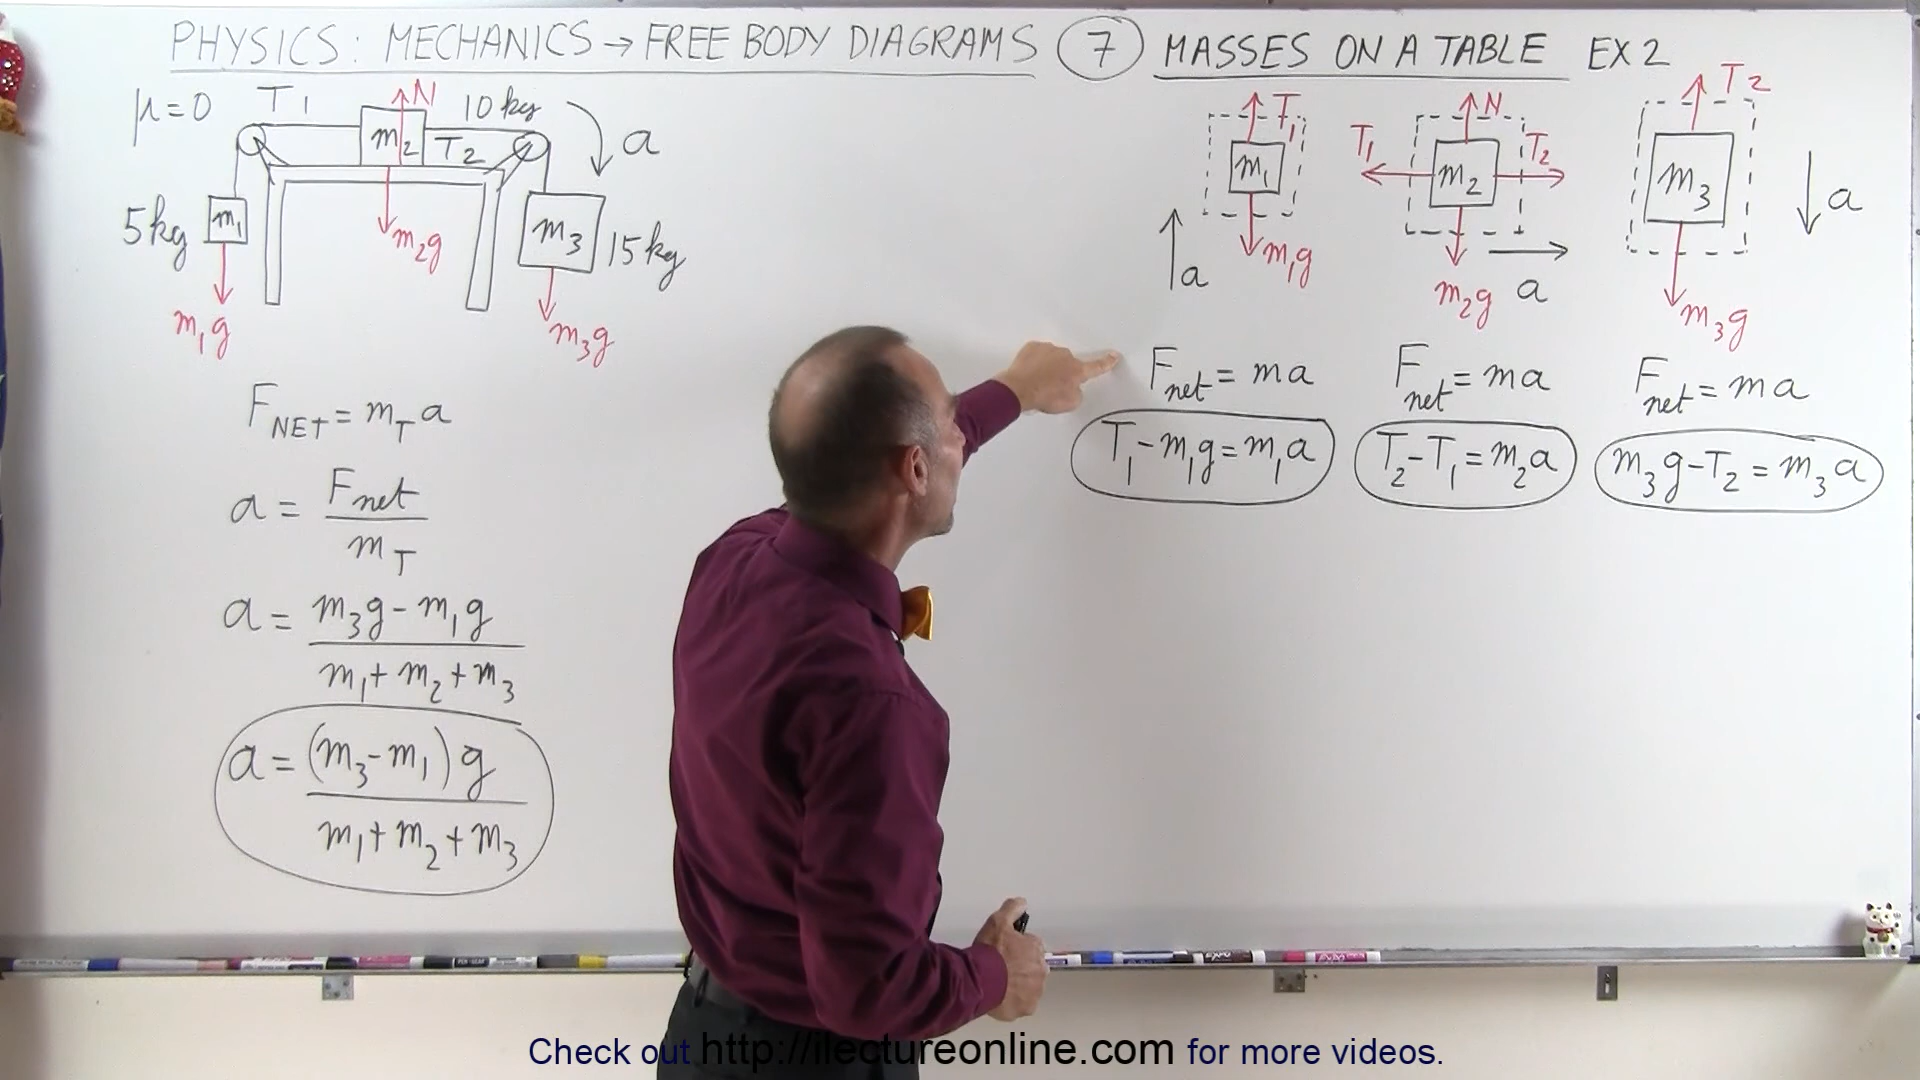 PHYSICS: MECHANICS → FREE BODY DIAGRAMS 7 MASSES ON A TABLE EX 2
μ=0 T1 N 10 kg
m2 T2 a
5kg m1 m2g m3 15 kg
m1g m3g
FNET = mT a
a = Fnet / mT
a = m3g - m1g / m1 + m2 + m3
a = (m3 - m1) g / m1 + m2 + m3
T1 m1 m1g a
N T1 T2 m2 m2g a
T2 m3 m3g a
Fnet = ma Fnet = ma Fnet = ma
T1 - m1g = m1a T2 - T1 = m2a m3g - T2 = m3a
EXPO
Check out http://ilectureonline.com for more videos.